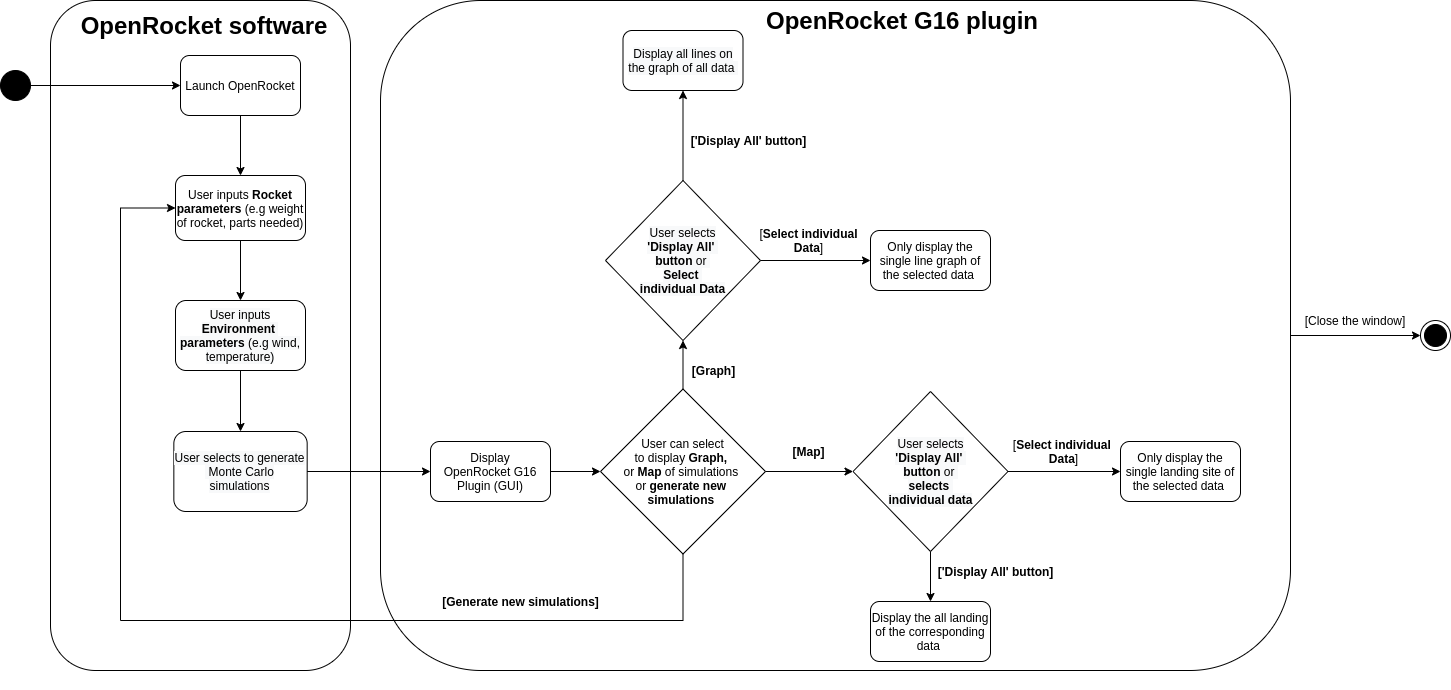 OpenRocket software
Launch OpenRocket
User inputs Rocket
parameters (e.g weight
of rocket, parts needed)
User inputs
Environment
parameters (e.g wind,
temperature)
User selects to generate
Monte Carlo
simulations
OpenRocket G16 plugin
Display all lines on
the graph of all data
['Display All' button]
User selects
'Display All'
button or
Select
individual Data
[Select individual
Data]
Only display the
single line graph of
the selected data
[Graph]
Display
OpenRocket G16
Plugin (GUI)
User can select
to display Graph,
or Map of simulations
or generate new
simulations
[Map]
User selects
'Display All'
button or
selects
individual data
[Select individual
Data]
Only display the
single landing site of
the selected data
['Display All' button]
Display the all landing
of the corresponding
data
[Generate new simulations]
[Close the window]